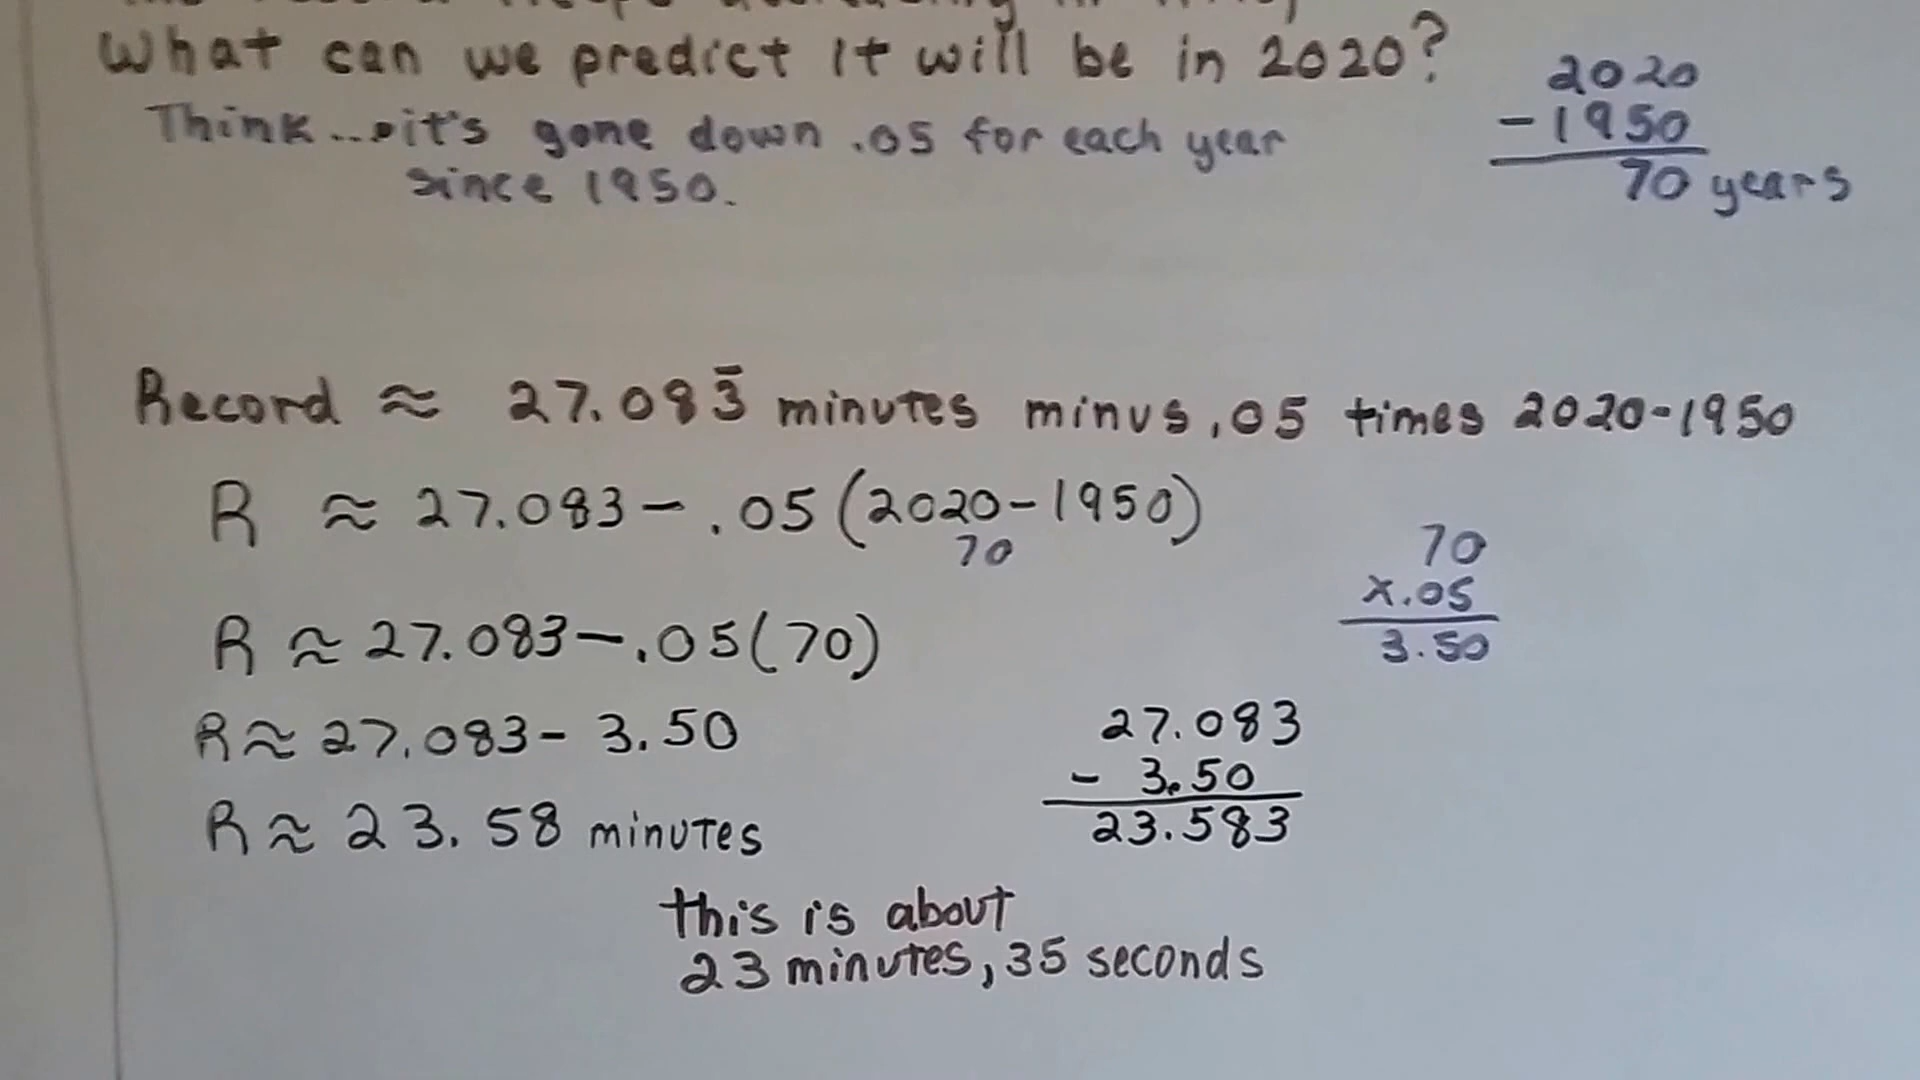 What can we predict it will be in 2020?
Think...it's gone down .05 for each year
since 1950.
2020
-1950
70 years
Record ≈ 27.083̅ minutes minus .05 times 2020-1950
R ≈ 27.083 - .05 (2020-1950)
70
R ≈ 27.083 - .05(70)
70
x.05
3.50
R ≈ 27.083 - 3.50
R ≈ 23.58 minutes
27.083
- 3.50
23.583
this is about
23 minutes, 35 seconds